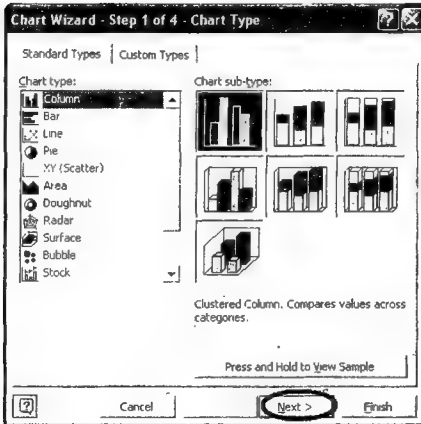 Chart Wizard - Step 1 of 4 - Chart Type
Standard Types
Custom Types
Chart type:
Column
Bar
Line
Pie
XY (Scatter)
Area
Doughnut
Radar
Surface
Bubble
Stock
Chart sub-type:
Clustered Column. Compares values across
categories.
Press and Hold to View Sample
Cancel
Next >
Finish